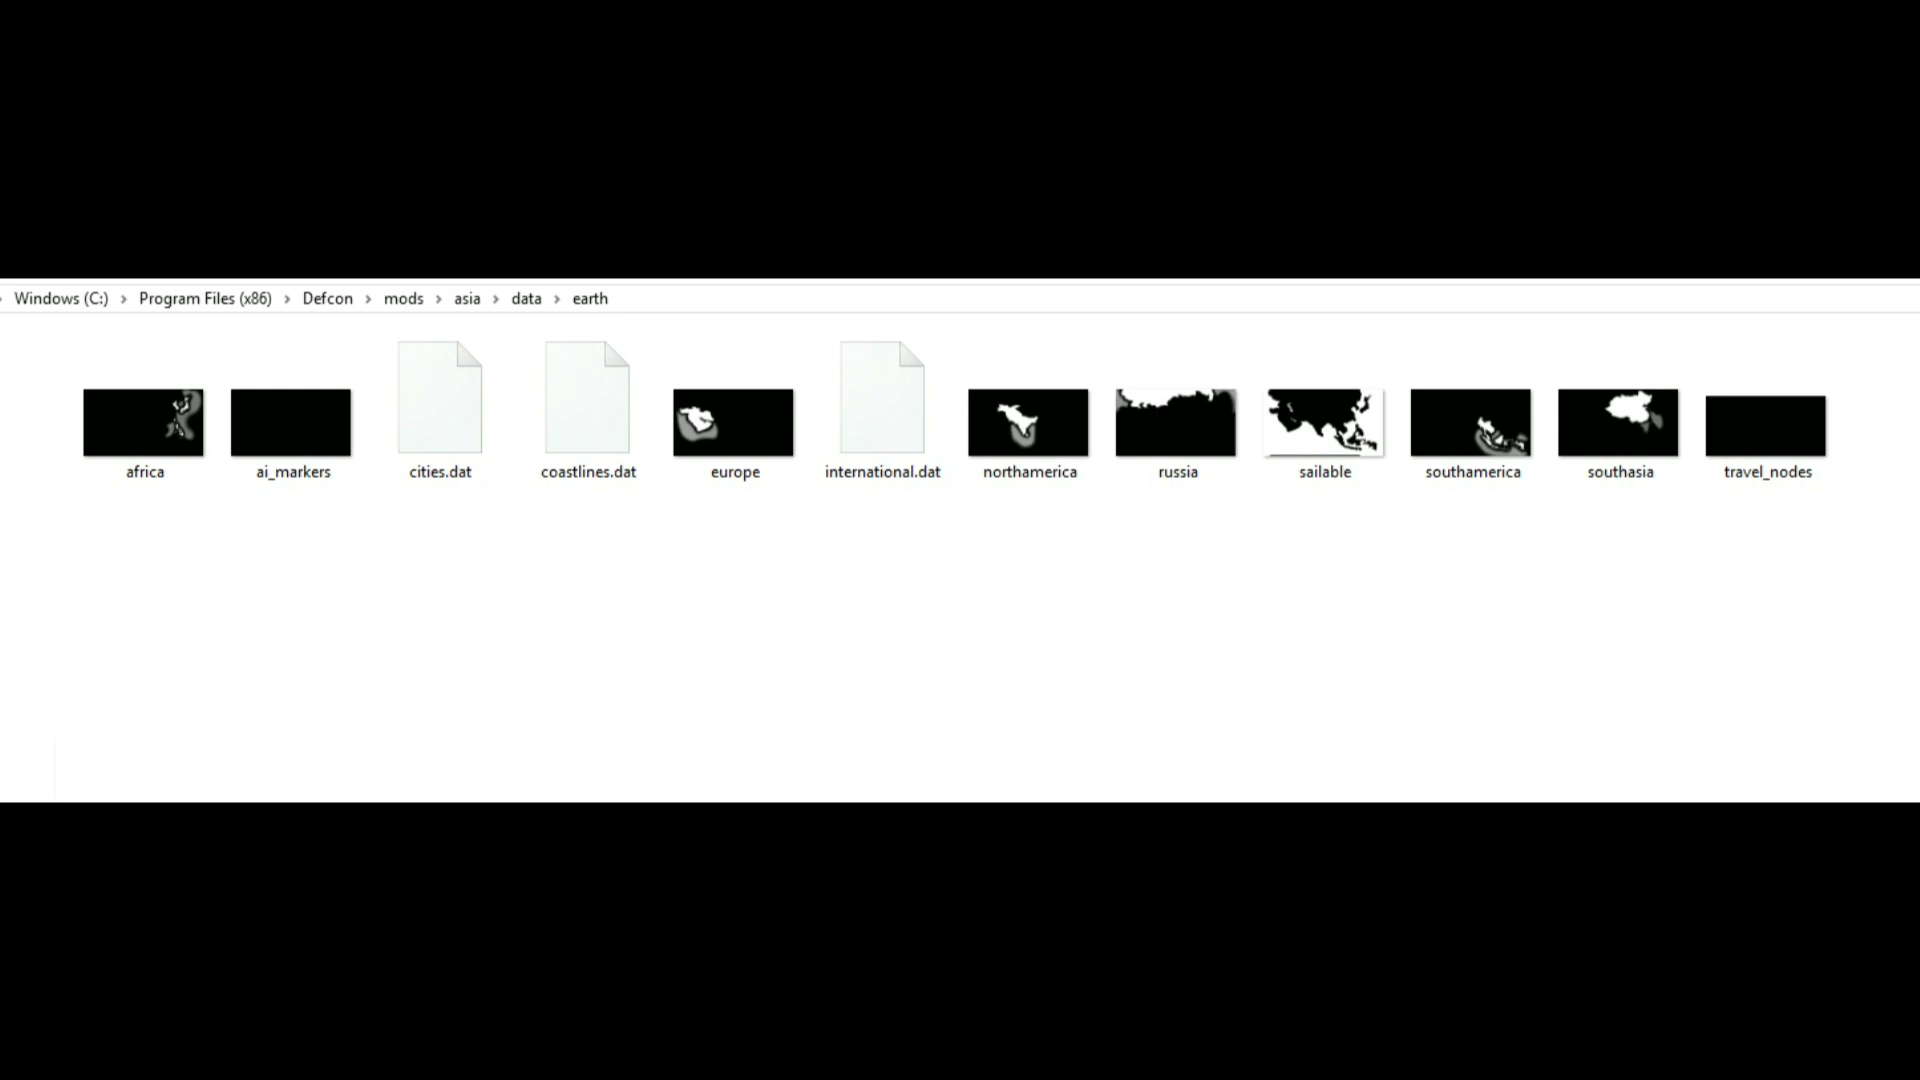 Windows (C:) > Program Files (x86) > Defcon > mods > asia > data > earth
africa ai_markers cities.dat coastlines.dat europe international.dat northamerica russia sailable southamerica southasia travel_nodes